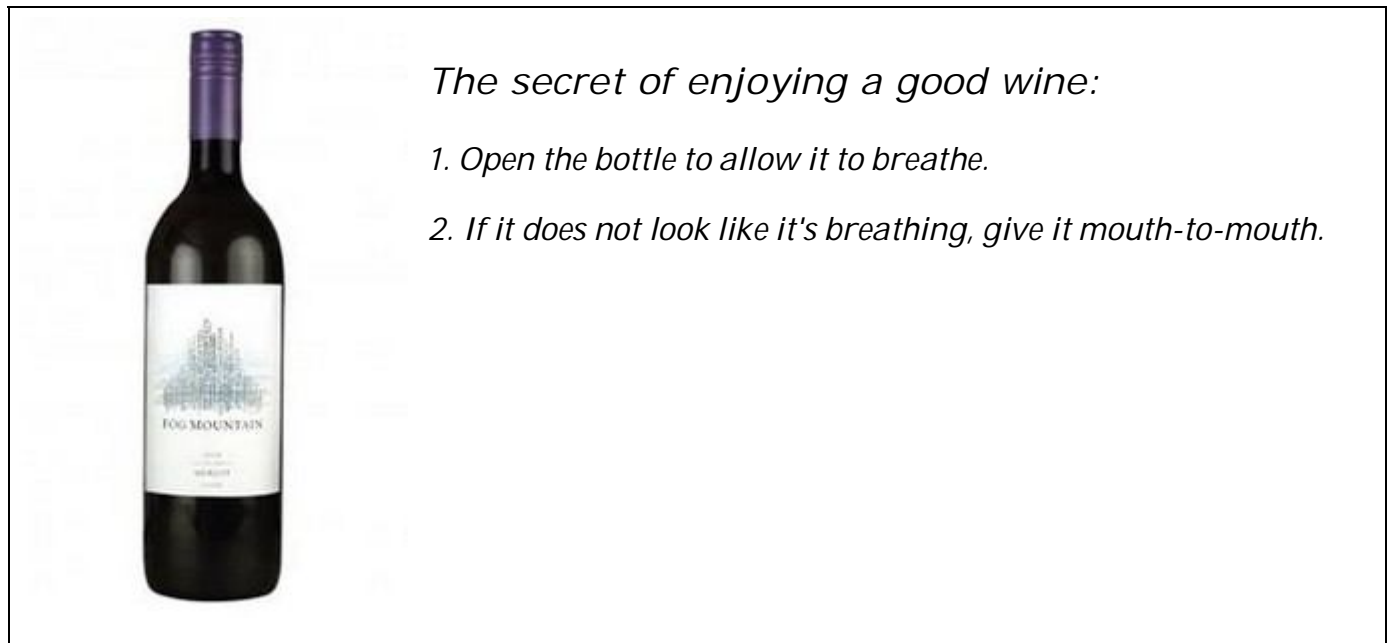 The secret of enjoying a good wine:
1. Open the bottle to allow it to breathe.
2. If it does not look like it's breathing, give it mouth-to-mouth.
FOG MOUNTAIN
MERLOT